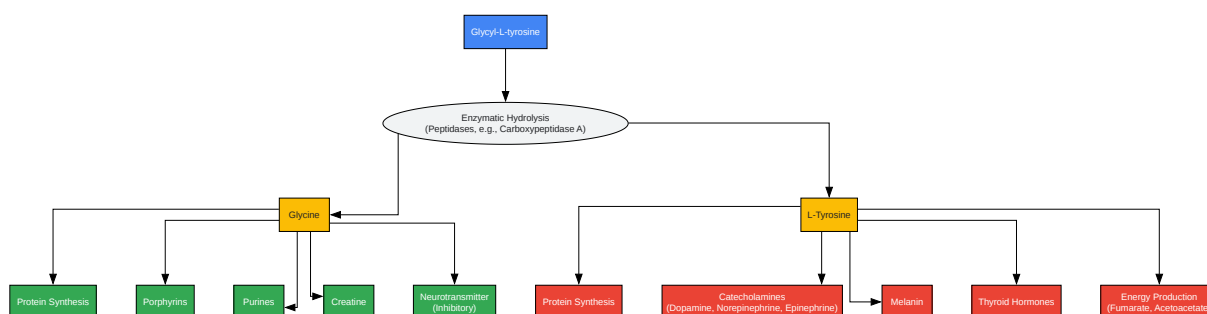 Glycyl-L-tyrosine
Enzymatic Hydrolysis
(Peptidases, e.g., Carboxypeptidase A)
Glycine
L-Tyrosine
Protein Synthesis
Porphyrins
Purines
Creatine
Neurotransmitter
(Inhibitory)
Protein Synthesis
Catecholamines
(Dopamine, Norepinephrine, Epinephrine)
Melanin
Thyroid Hormones
Energy Production
(Fumarate, Acetoacetate